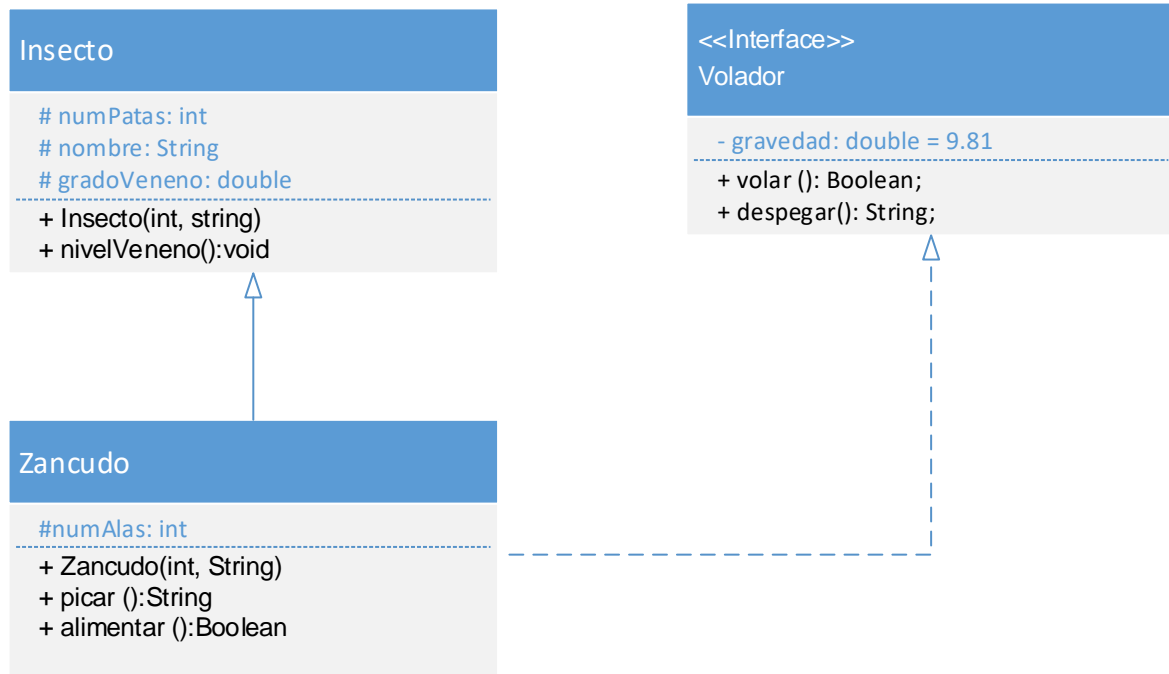 Insecto
# numPatas: int
# nombre: String
# gradoVeneno: double
+ Insecto(int, string)
+ nivelVeneno():void
<<Interface>>
Volador
- gravedad: double = 9.81
+ volar (): Boolean;
+ despegar(): String;
Zancudo
#numAlas: int
+ Zancudo(int, String)
+ picar ():String
+ alimentar ():Boolean